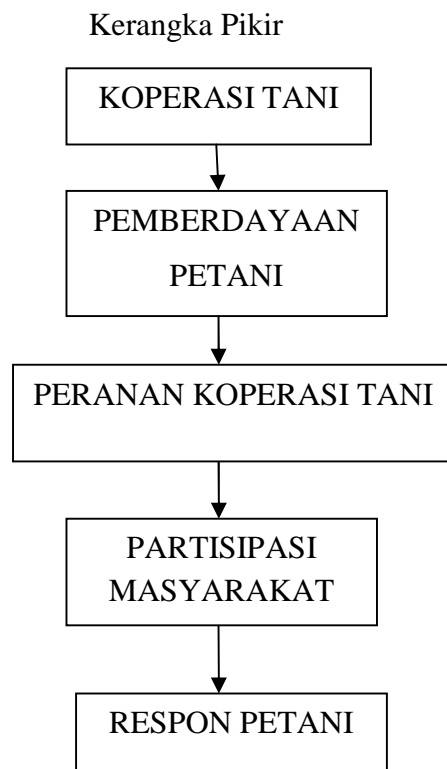 Kerangka Pikir
KOPERASI TANI
PEMBERDAYAAN
PETANI
PERANAN KOPERASI TANI
PARTISIPASI
MASYARAKAT
RESPON PETANI